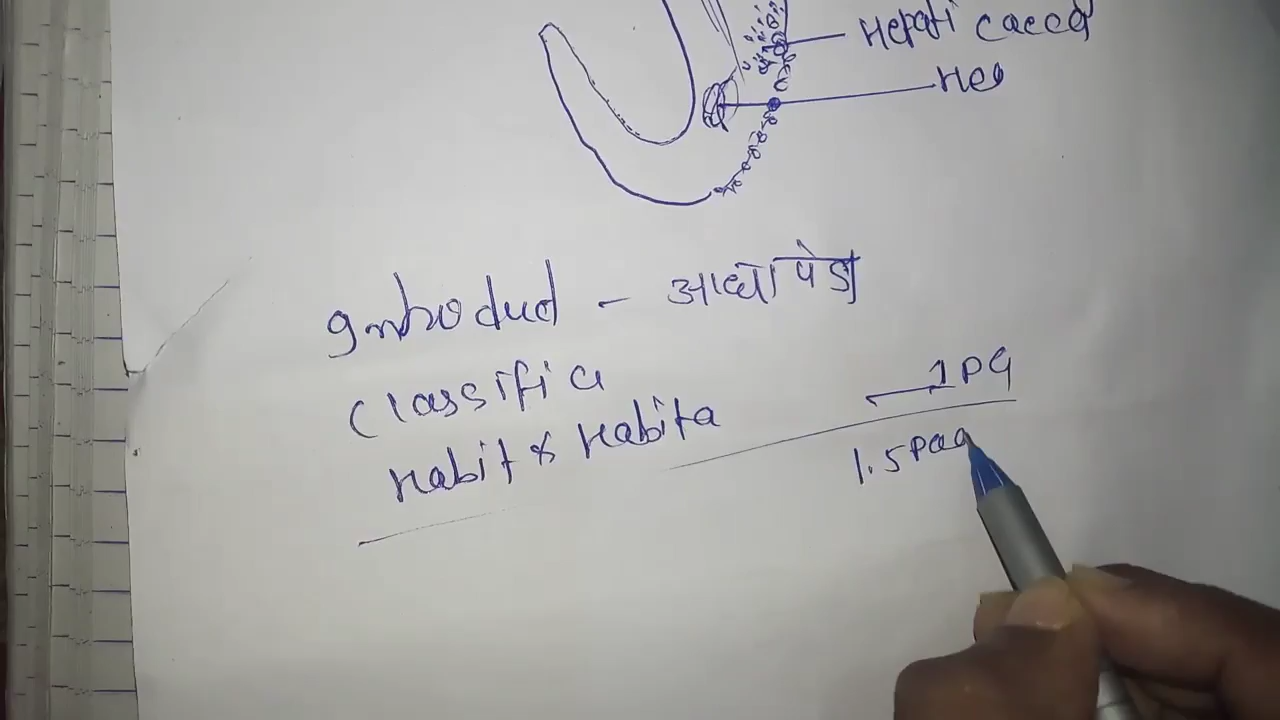 Hepati Caeca
Hea
Introduct - आधा पेज
Classifica
Habit & Habita
1 PG
1.5 Pag